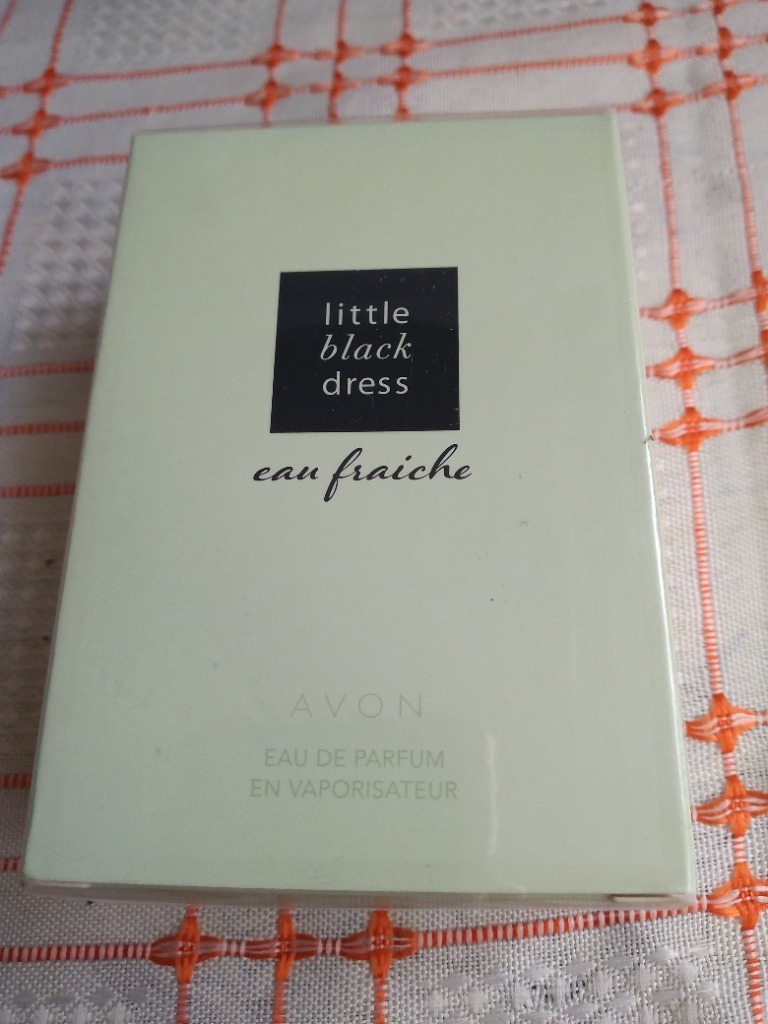 little
black
dress
eau fraiche
AVON
EAU DE PARFUM
EN VAPORISATEUR